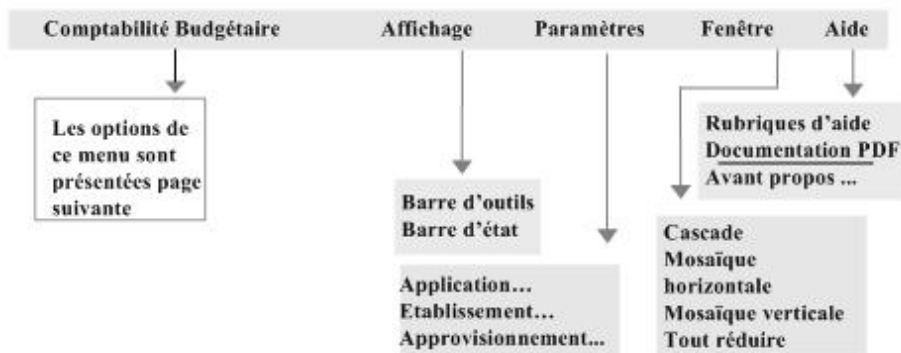 Comptabilité Budgétaire Affichage Paramètres Fenêtre Aide
Les options de
ce menu sont
présentées page
suivante
Barre d'outils
Barre d'état
Application...
Etablissement...
Approvisionnement...
Cascade
Mosaïque
horizontale
Mosaïque verticale
Tout réduire
Rubriques d'aide
Documentation PDF
Avant propos ...